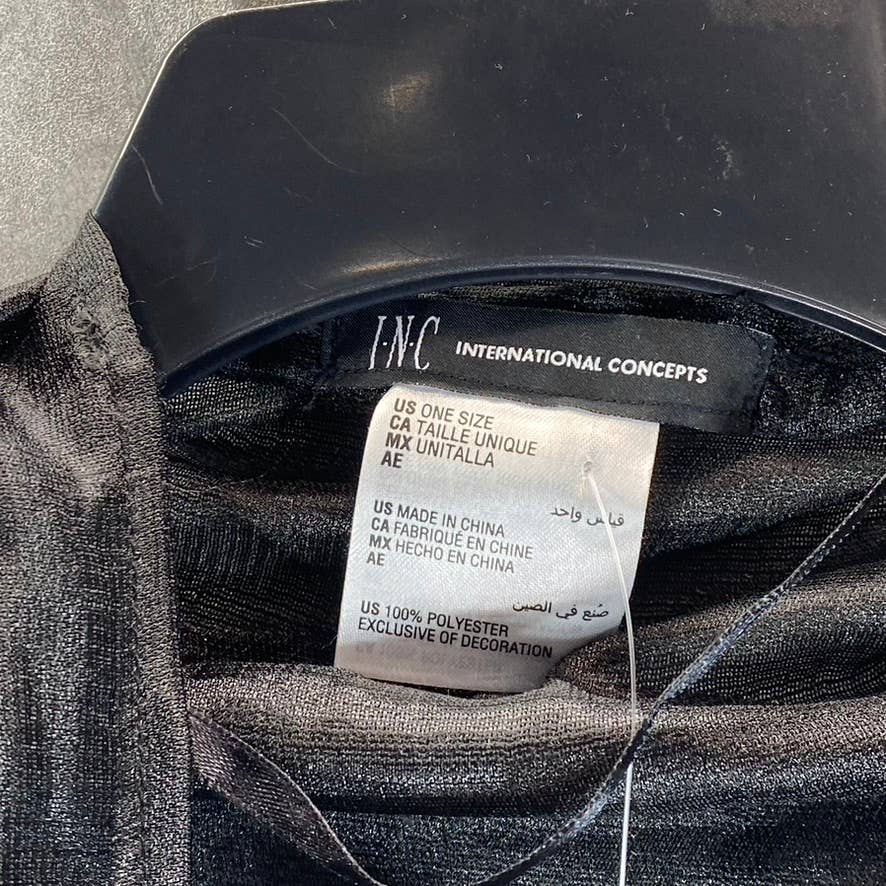 I·N·C INTERNATIONAL CONCEPTS
US ONE SIZE
CA TAILLE UNIQUE
MX UNITALLA
AE
قياس واحد
US MADE IN CHINA
CA FABRIQUÉ EN CHINE
MX HECHO EN CHINA
AE
صُنع في الصين
US 100% POLYESTER
EXCLUSIVE OF DECORATION